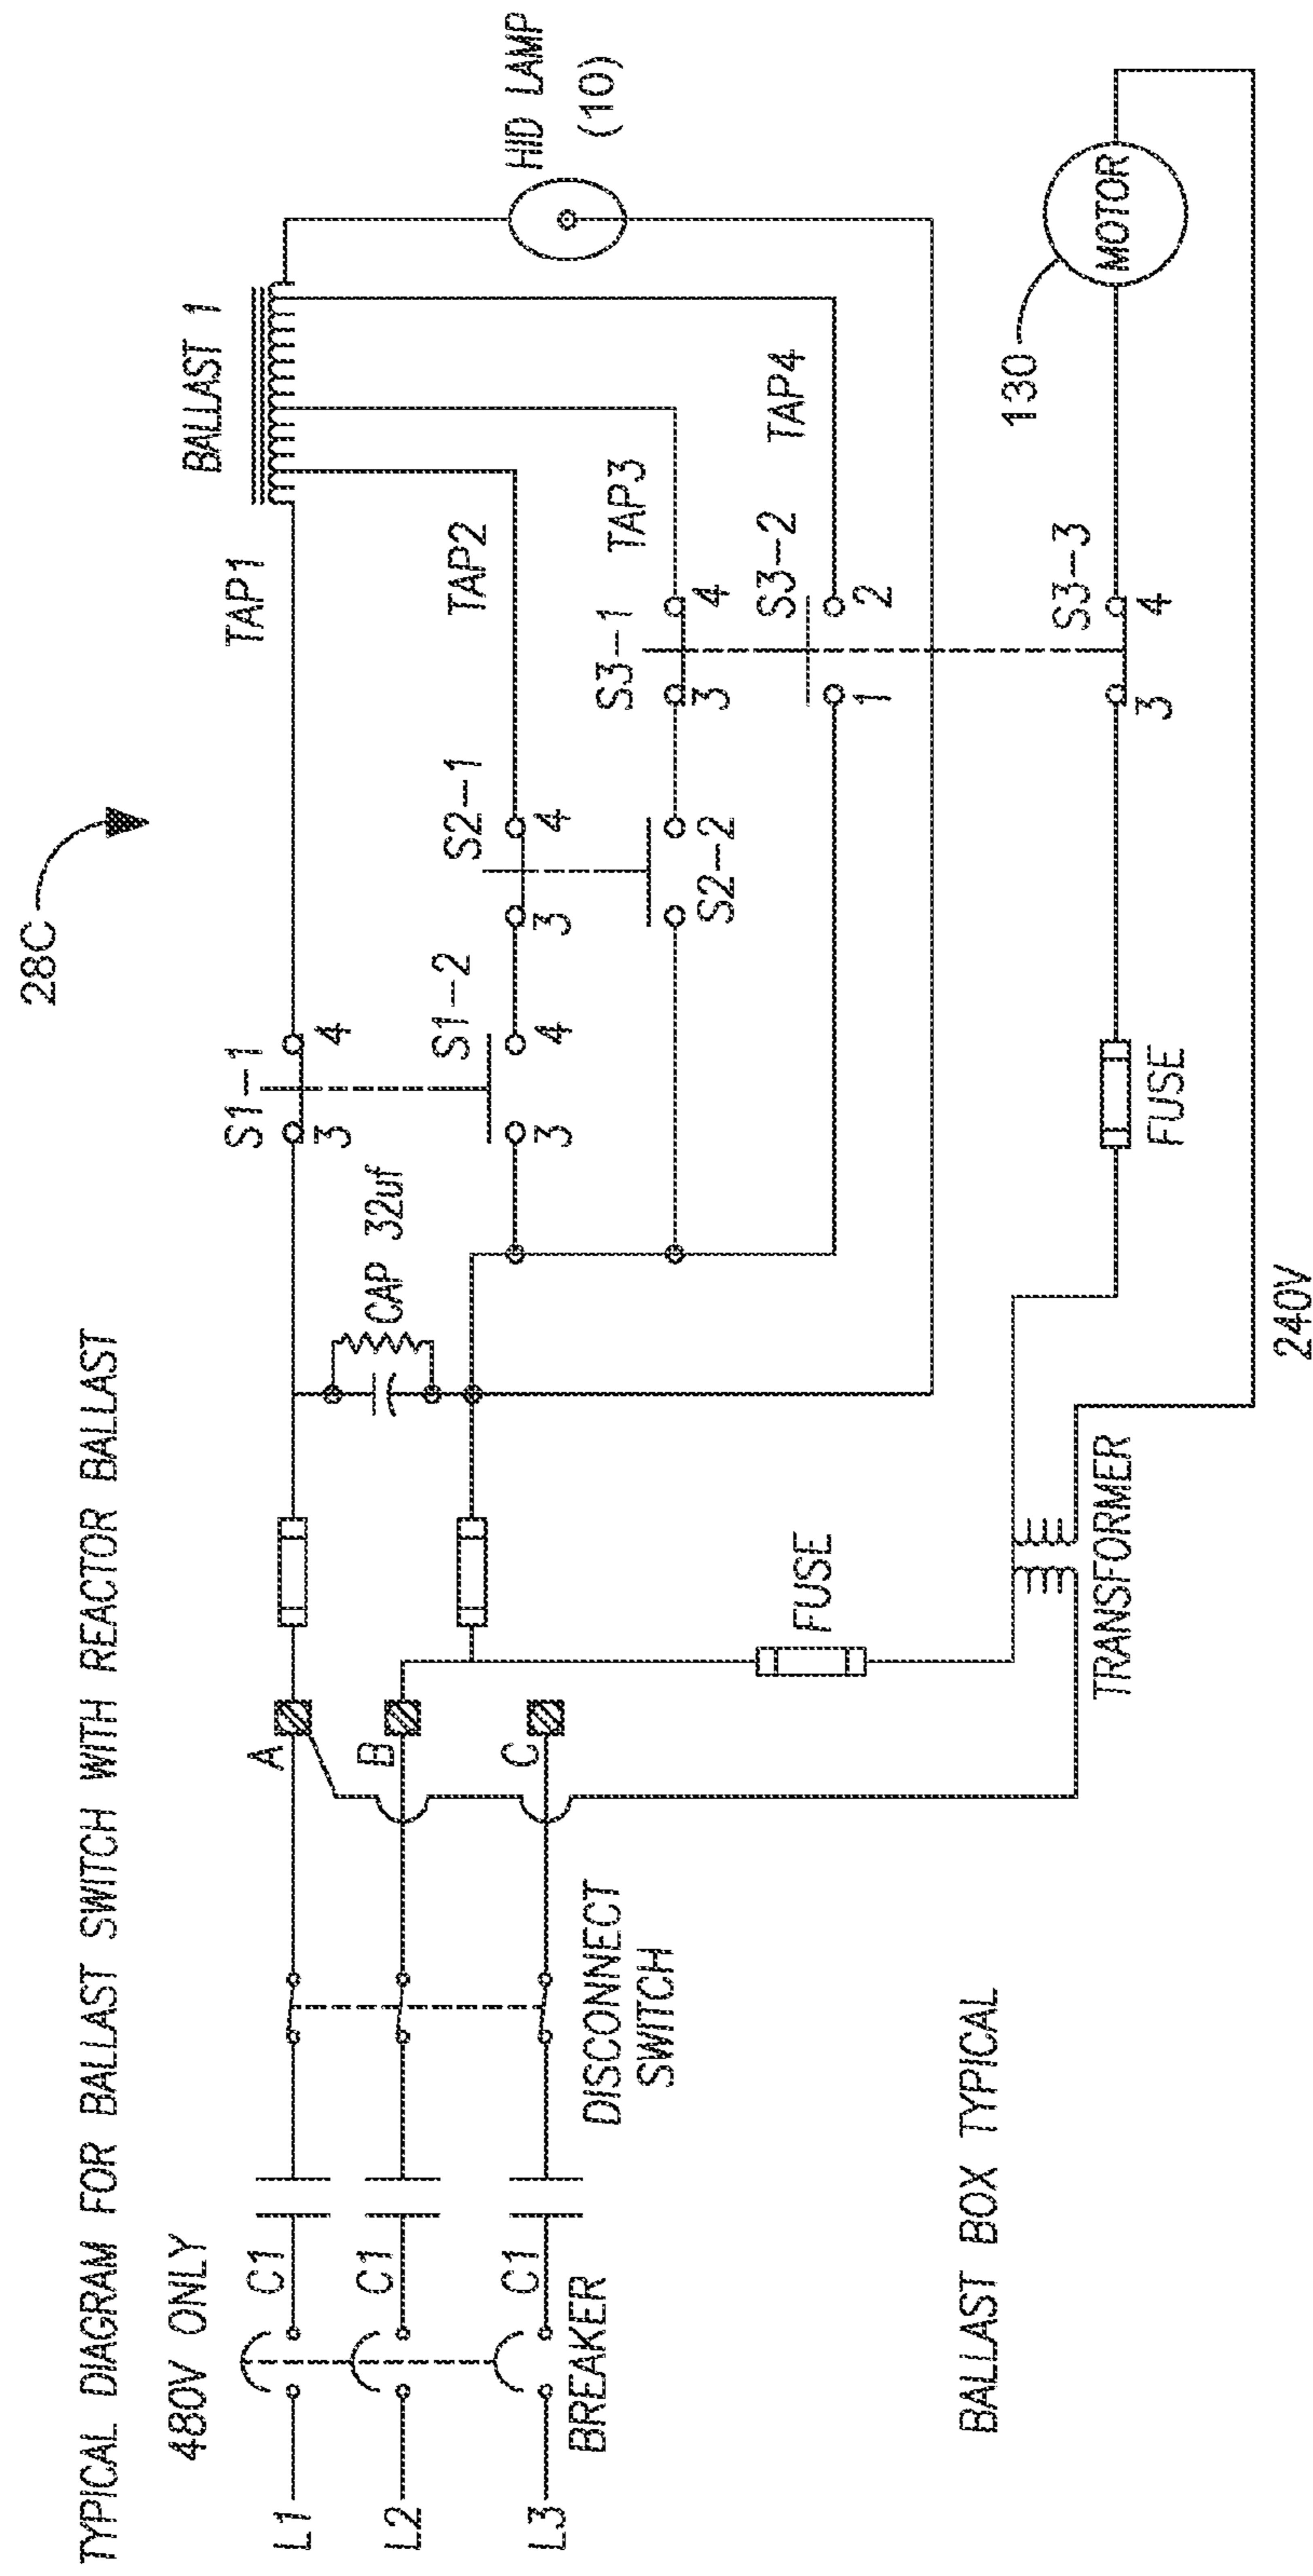 TYPICAL DIAGRAM FOR BALLAST SWITCH WITH REACTOR BALLAST
28C
480V ONLY
L1
L2
L3
C1
C1
C1
BREAKER
DISCONNECT
SWITCH
A
B
C
CAP 32uf
S1-1
3
4
S1-2
3
4
S2-1
3
4
S2-2
S3-1
3
4
S3-2
1
2
S3-3
3
4
TAP1
TAP2
TAP3
TAP4
BALLAST 1
HID LAMP
(10)
130
MOTOR
FUSE
FUSE
TRANSFORMER
240V
BALLAST BOX TYPICAL